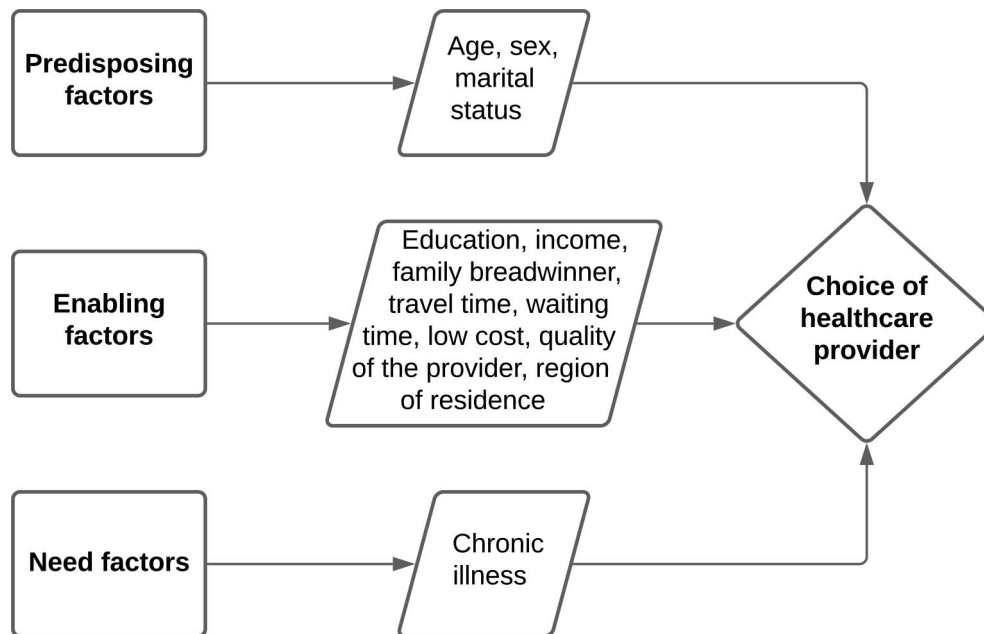 Predisposing
factors
Age, sex,
marital
status
Enabling
factors
Education, income,
family breadwinner,
travel time, waiting
time, low cost, quality
of the provider, region
of residence
Choice of
healthcare
provider
Need factors
Chronic
illness